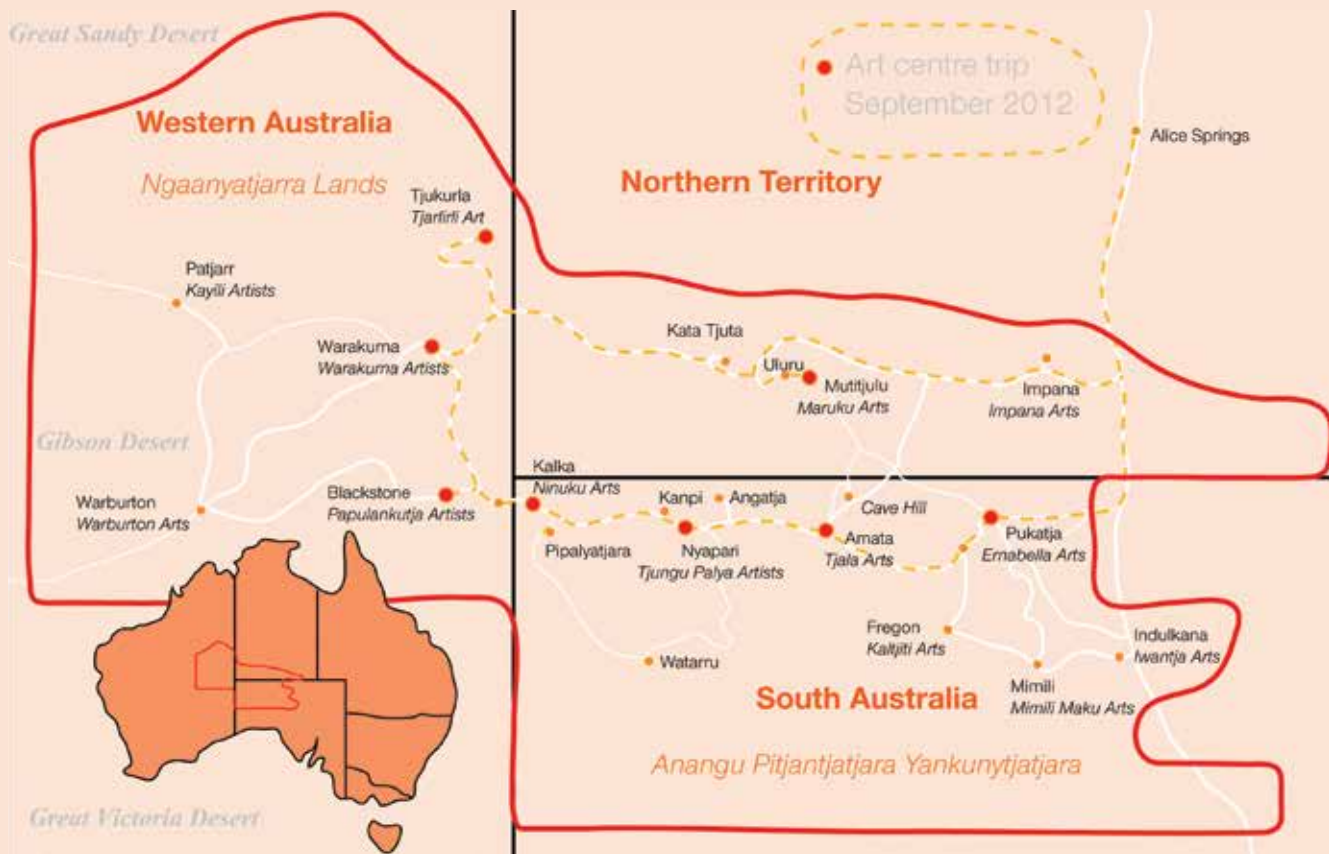 Great Sandy Desert
Art centre trip
September 2012
Western Australia
Ngaanyatjarra Lands
Northern Territory
Alice Springs
Tjukurla
Tjarlirli Art
Patjarr
Kayili Artists
Warakurna
Warakurna Artists
Kata Tjuta
Uluru
Mutitjulu
Maruku Arts
Impana
Impana Arts
Gibson Desert
Warburton
Warburton Arts
Blackstone
Papulankutja Artists
Kalka
Ninuku Arts
Pipalyatjara
Kanpi
Angatja
Nyapari
Tjungu Palya Artists
Cave Hill
Amata
Tjala Arts
Pukatja
Ernabella Arts
Watarru
Fregon
Kaltjiti Arts
Mimili
Mimili Maku Arts
Indulkana
Iwantja Arts
South Australia
Anangu Pitjantjatjara Yankunytjatjara
Great Victoria Desert